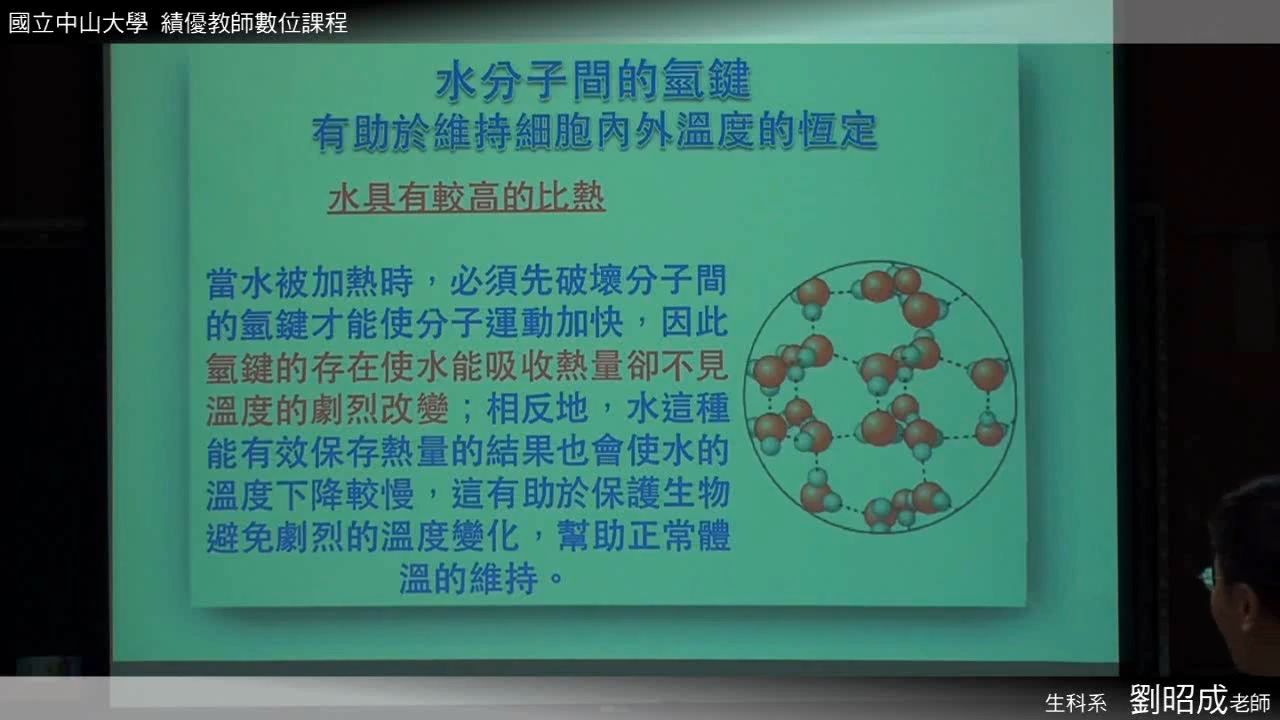 國立中山大學 績優教師數位課程
水分子間的氫鍵
有助於維持細胞內外溫度的恆定
水具有較高的比熱
當水被加熱時，必須先破壞分子間
的氫鍵才能使分子運動加快，因此
氫鍵的存在使水能吸收熱量卻不見
溫度的劇烈改變；相反地，水這種
能有效保存熱量的結果也會使水的
溫度下降較慢，這有助於保護生物
避免劇烈的溫度變化，幫助正常體
溫的維持。
生科系 劉昭成老師